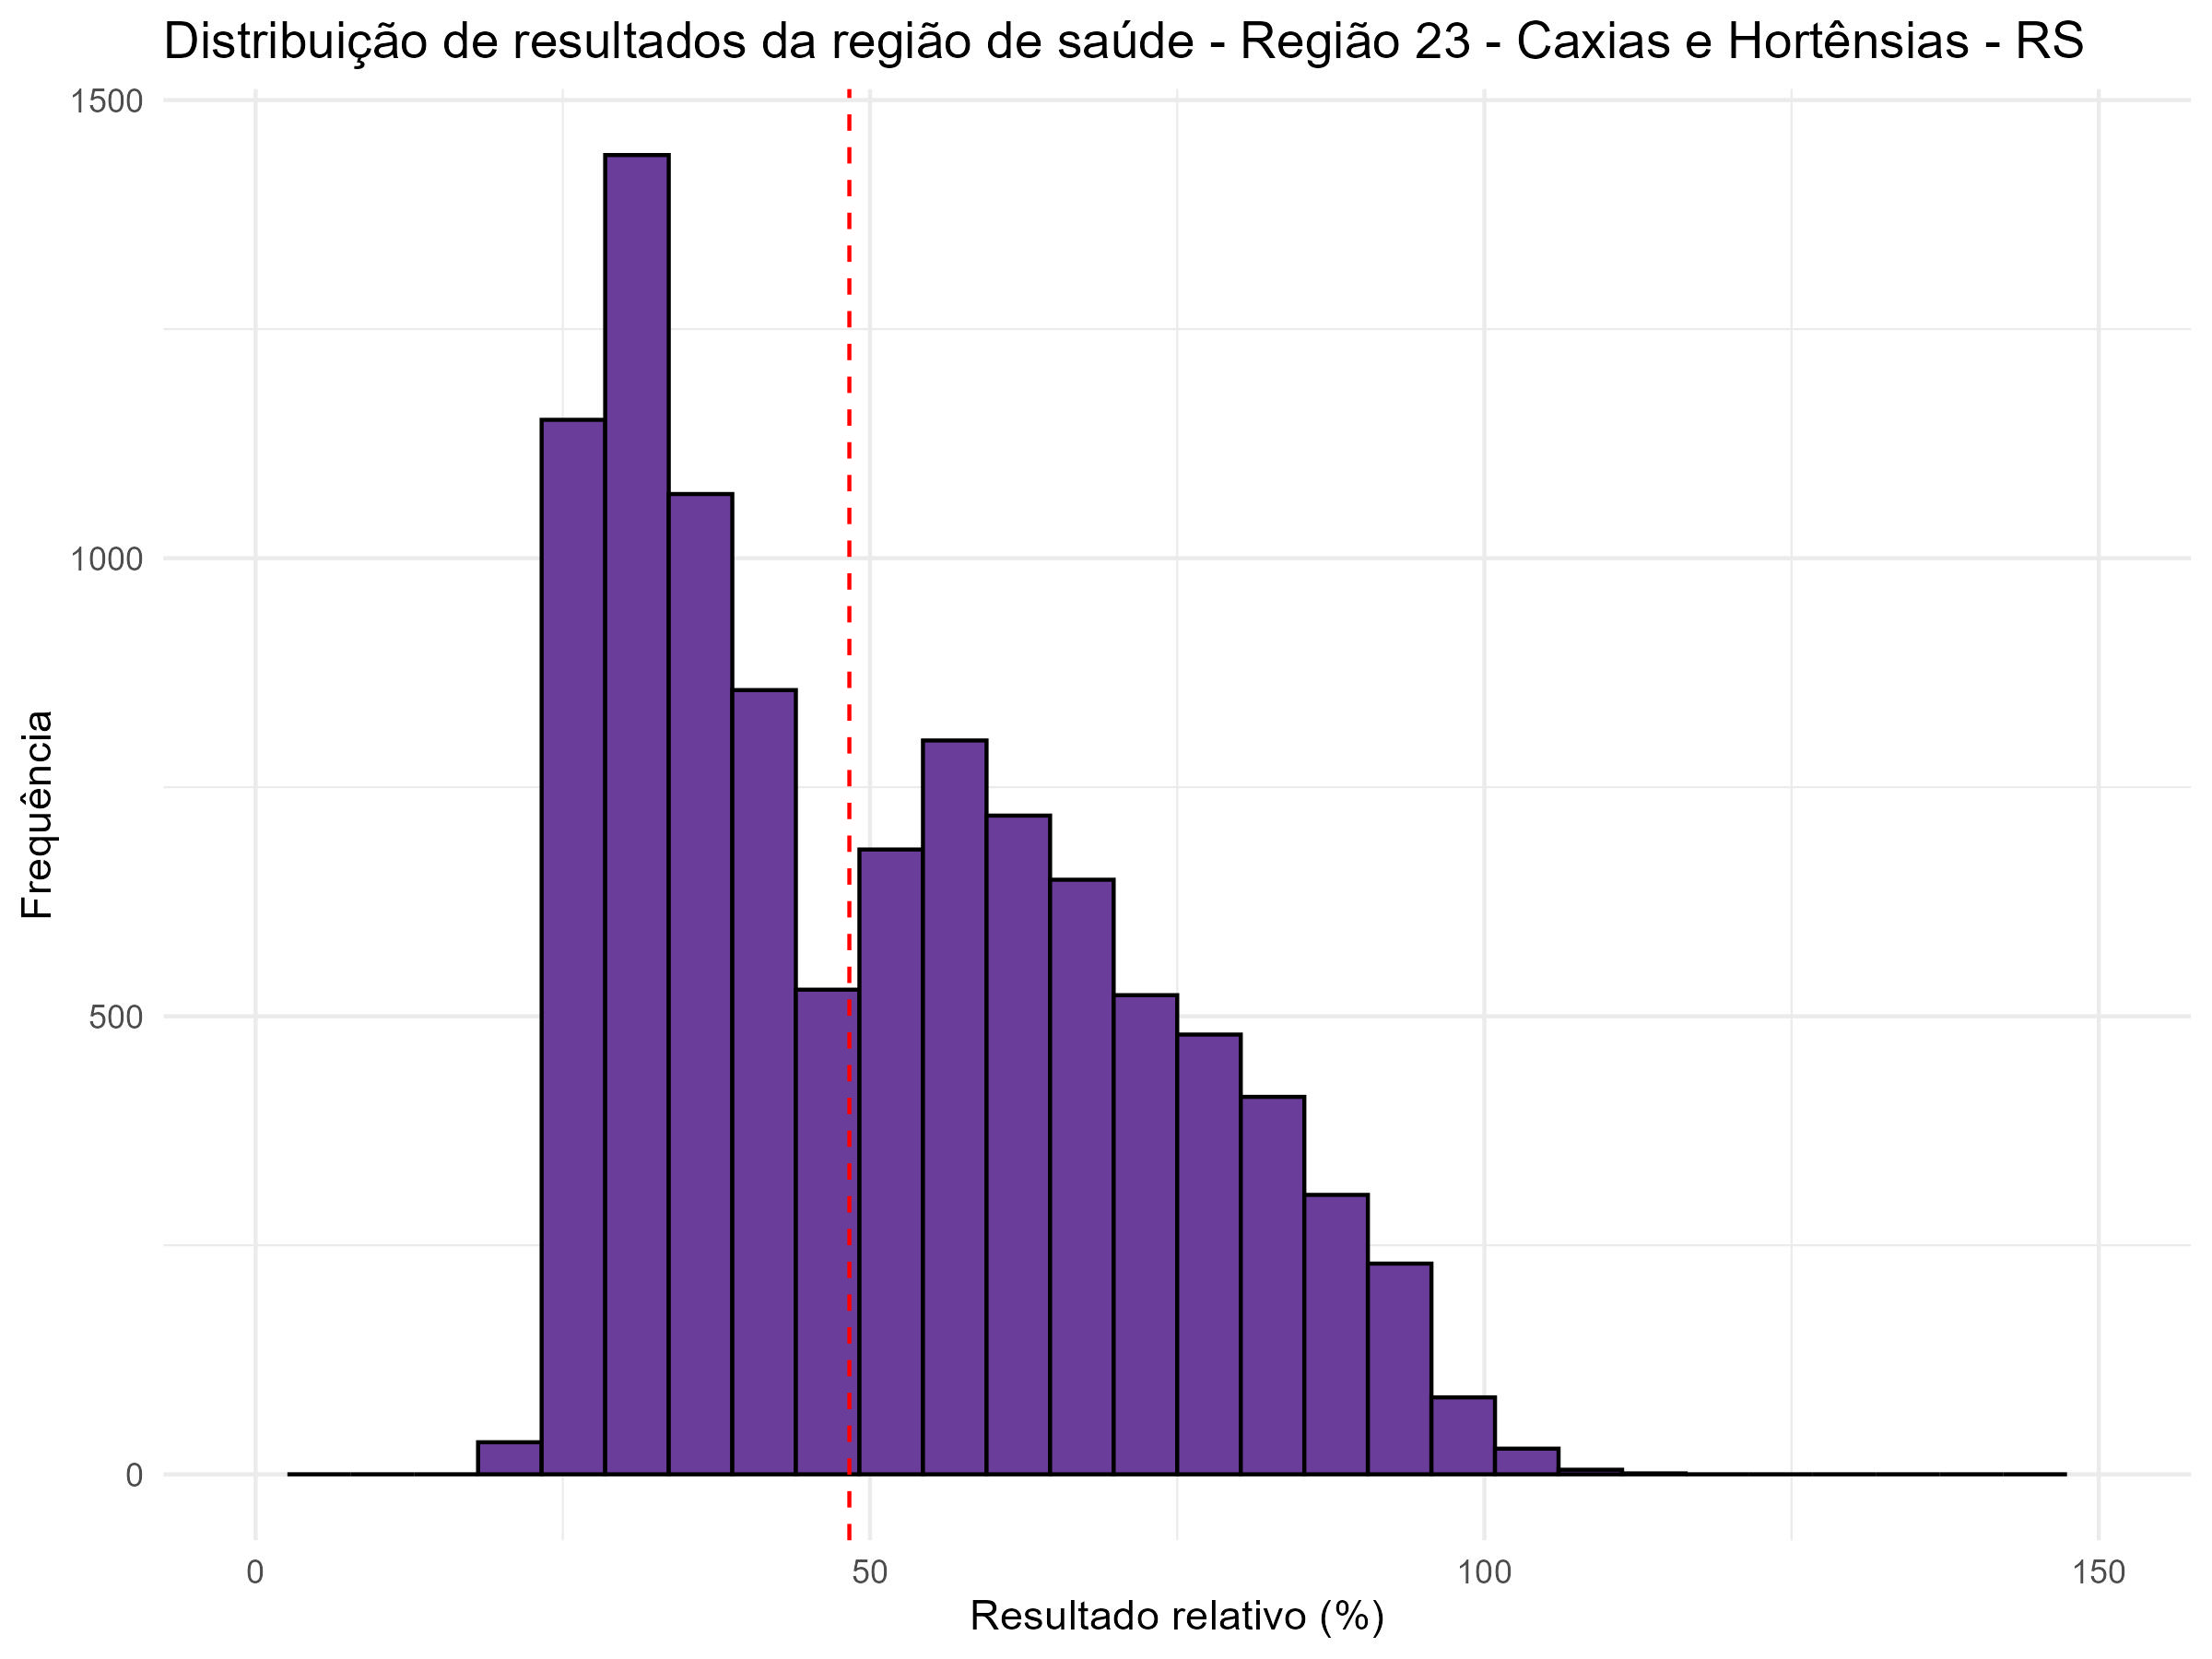 Distribuição de resultados da região de saúde - Região 23 - Caxias e Hortênsias - RS
1500
1000
500
0
Frequência
0 50 100 150
Resultado relativo (%)